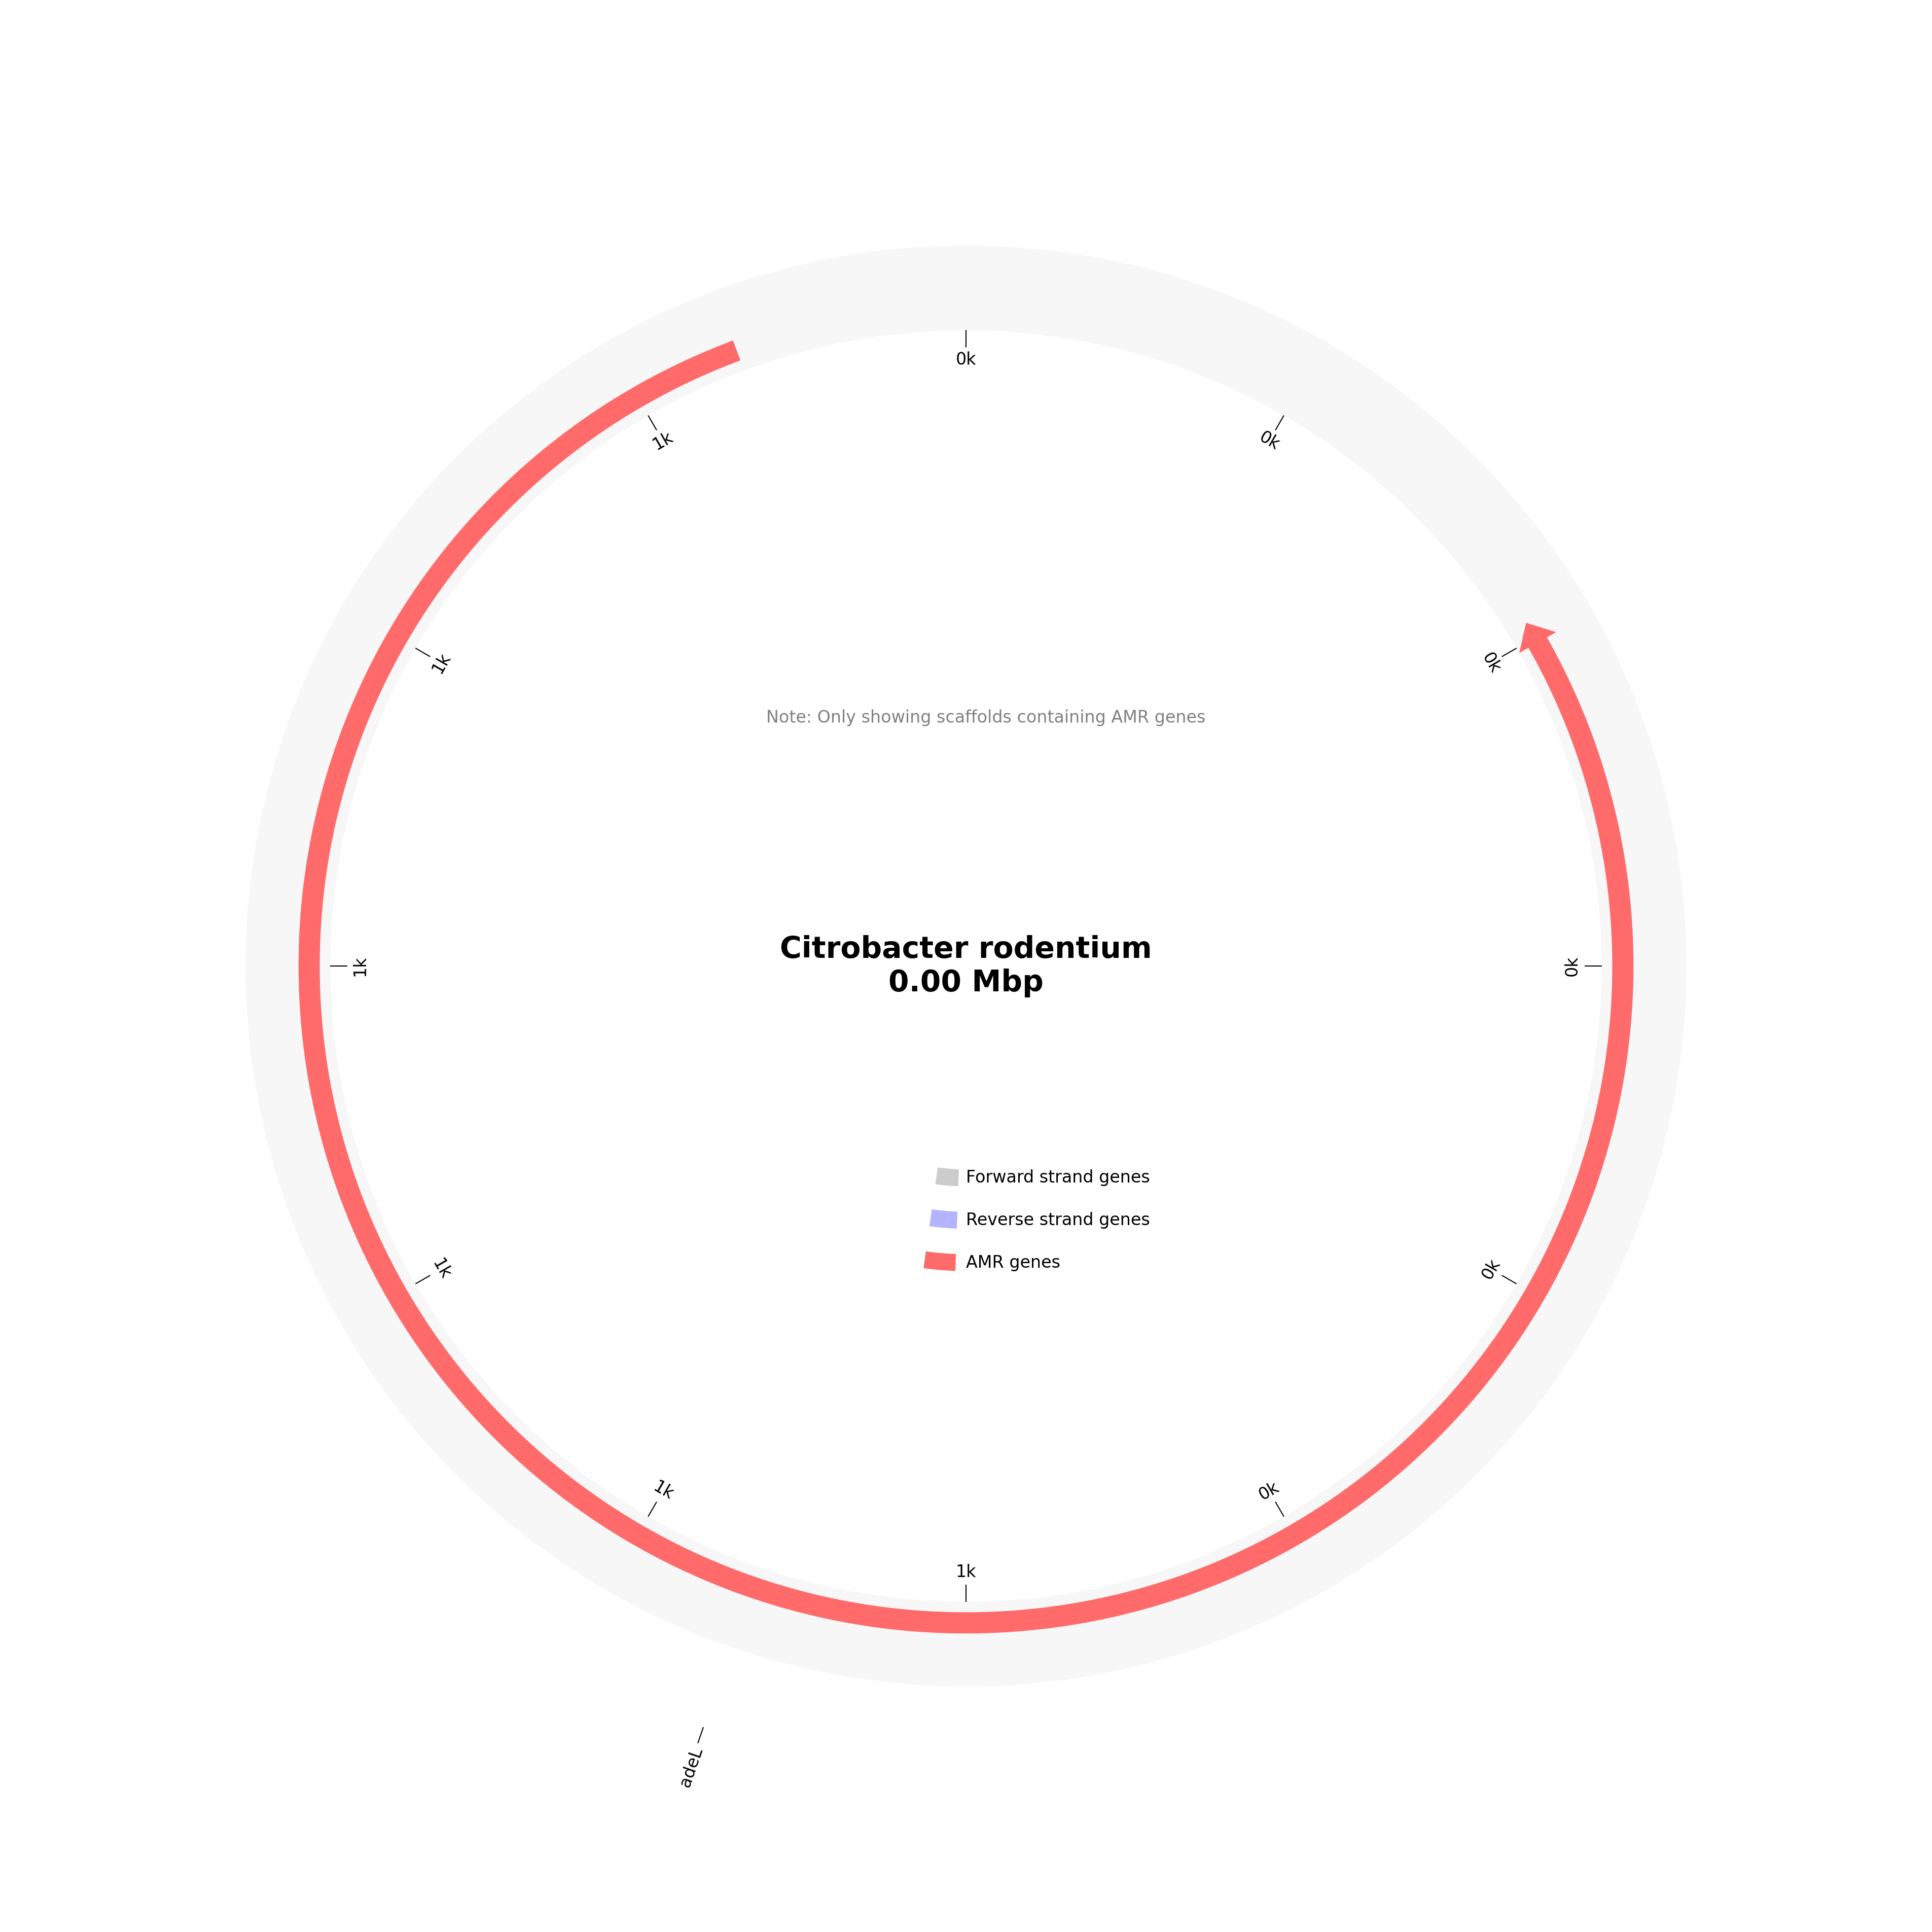 0k
0k
1k
0k
1k
Note: Only showing scaffolds containing AMR genes
Citrobacter rodentium
0.00 Mbp
1k
0k
Forward strand genes
Reverse strand genes
AMR genes
1k
0k
1k
0k
1k
adeL